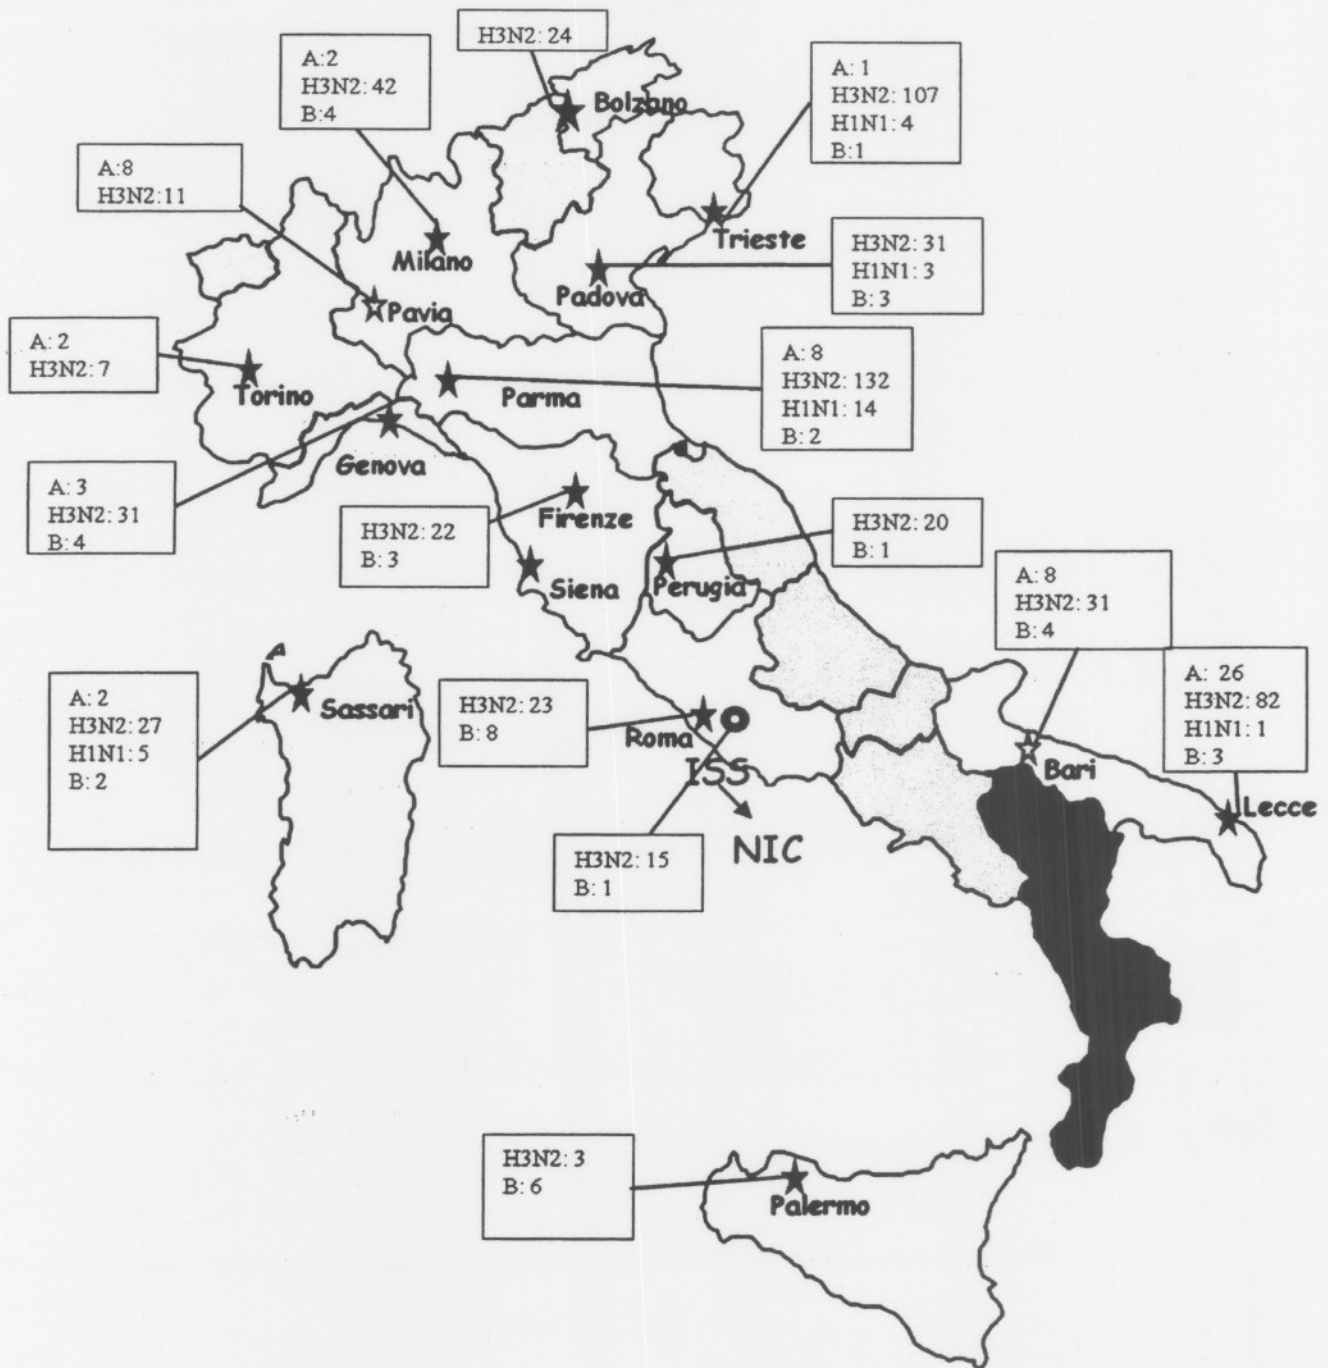 H3N2: 24
A: 2
H3N2: 42
B: 4
A: 1
H3N2: 107
H1N1: 4
B: 1
Bolzano
A: 8
H3N2: 11
Trieste
Milano
H3N2: 31
H1N1: 3
B: 3
Padova
Pavia
A: 2
H3N2: 7
Torino
Parma
A: 8
H3N2: 132
H1N1: 14
B: 2
Genova
A: 3
H3N2: 31
B: 4
H3N2: 22
B: 3
Firenze
Siena
H3N2: 20
B: 1
Perugia
A: 8
H3N2: 31
B: 4
A: 26
H3N2: 82
H1N1: 1
B: 3
A: 2
H3N2: 27
H1N1: 5
B: 2
Sassari
H3N2: 23
B: 8
Roma
ISS
NIC
Bari
Lecce
H3N2: 15
B: 1
H3N2: 3
B: 6
Palermo